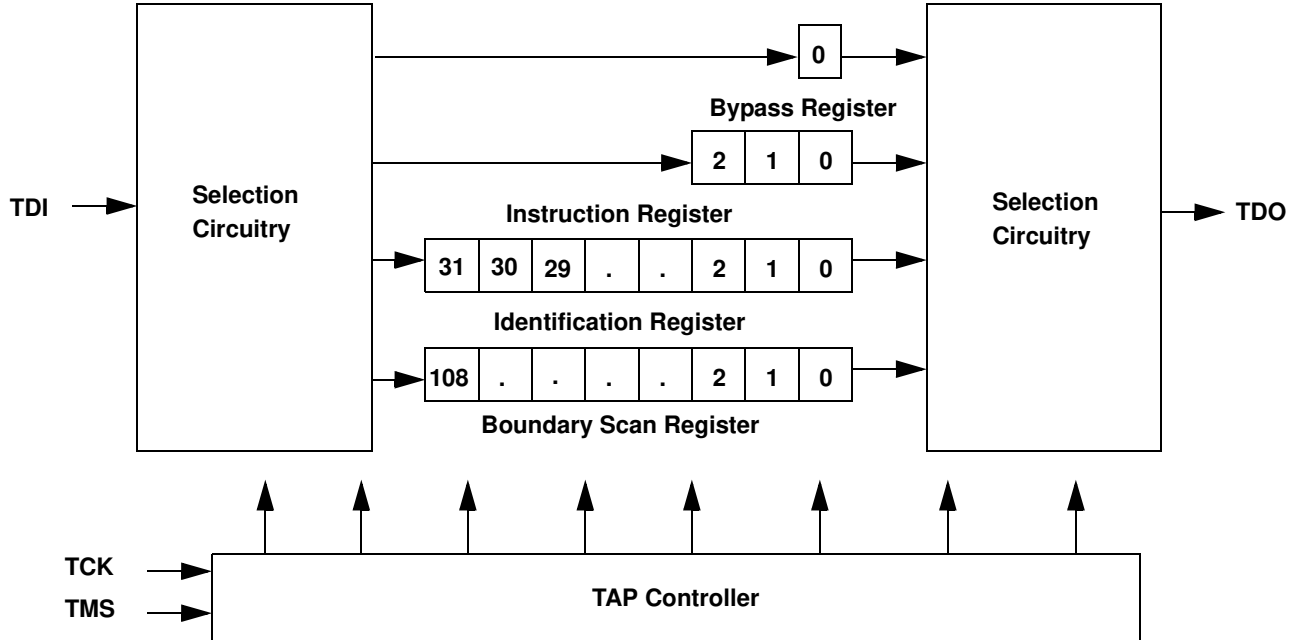 0
Bypass Register
2 1 0
Selection
Circuitry
Selection
Circuitry
TDI
TDO
Instruction Register
31 30 29 . . 2 1 0
Identification Register
108 . . . . 2 1 0
Boundary Scan Register
TCK
TMS
TAP Controller